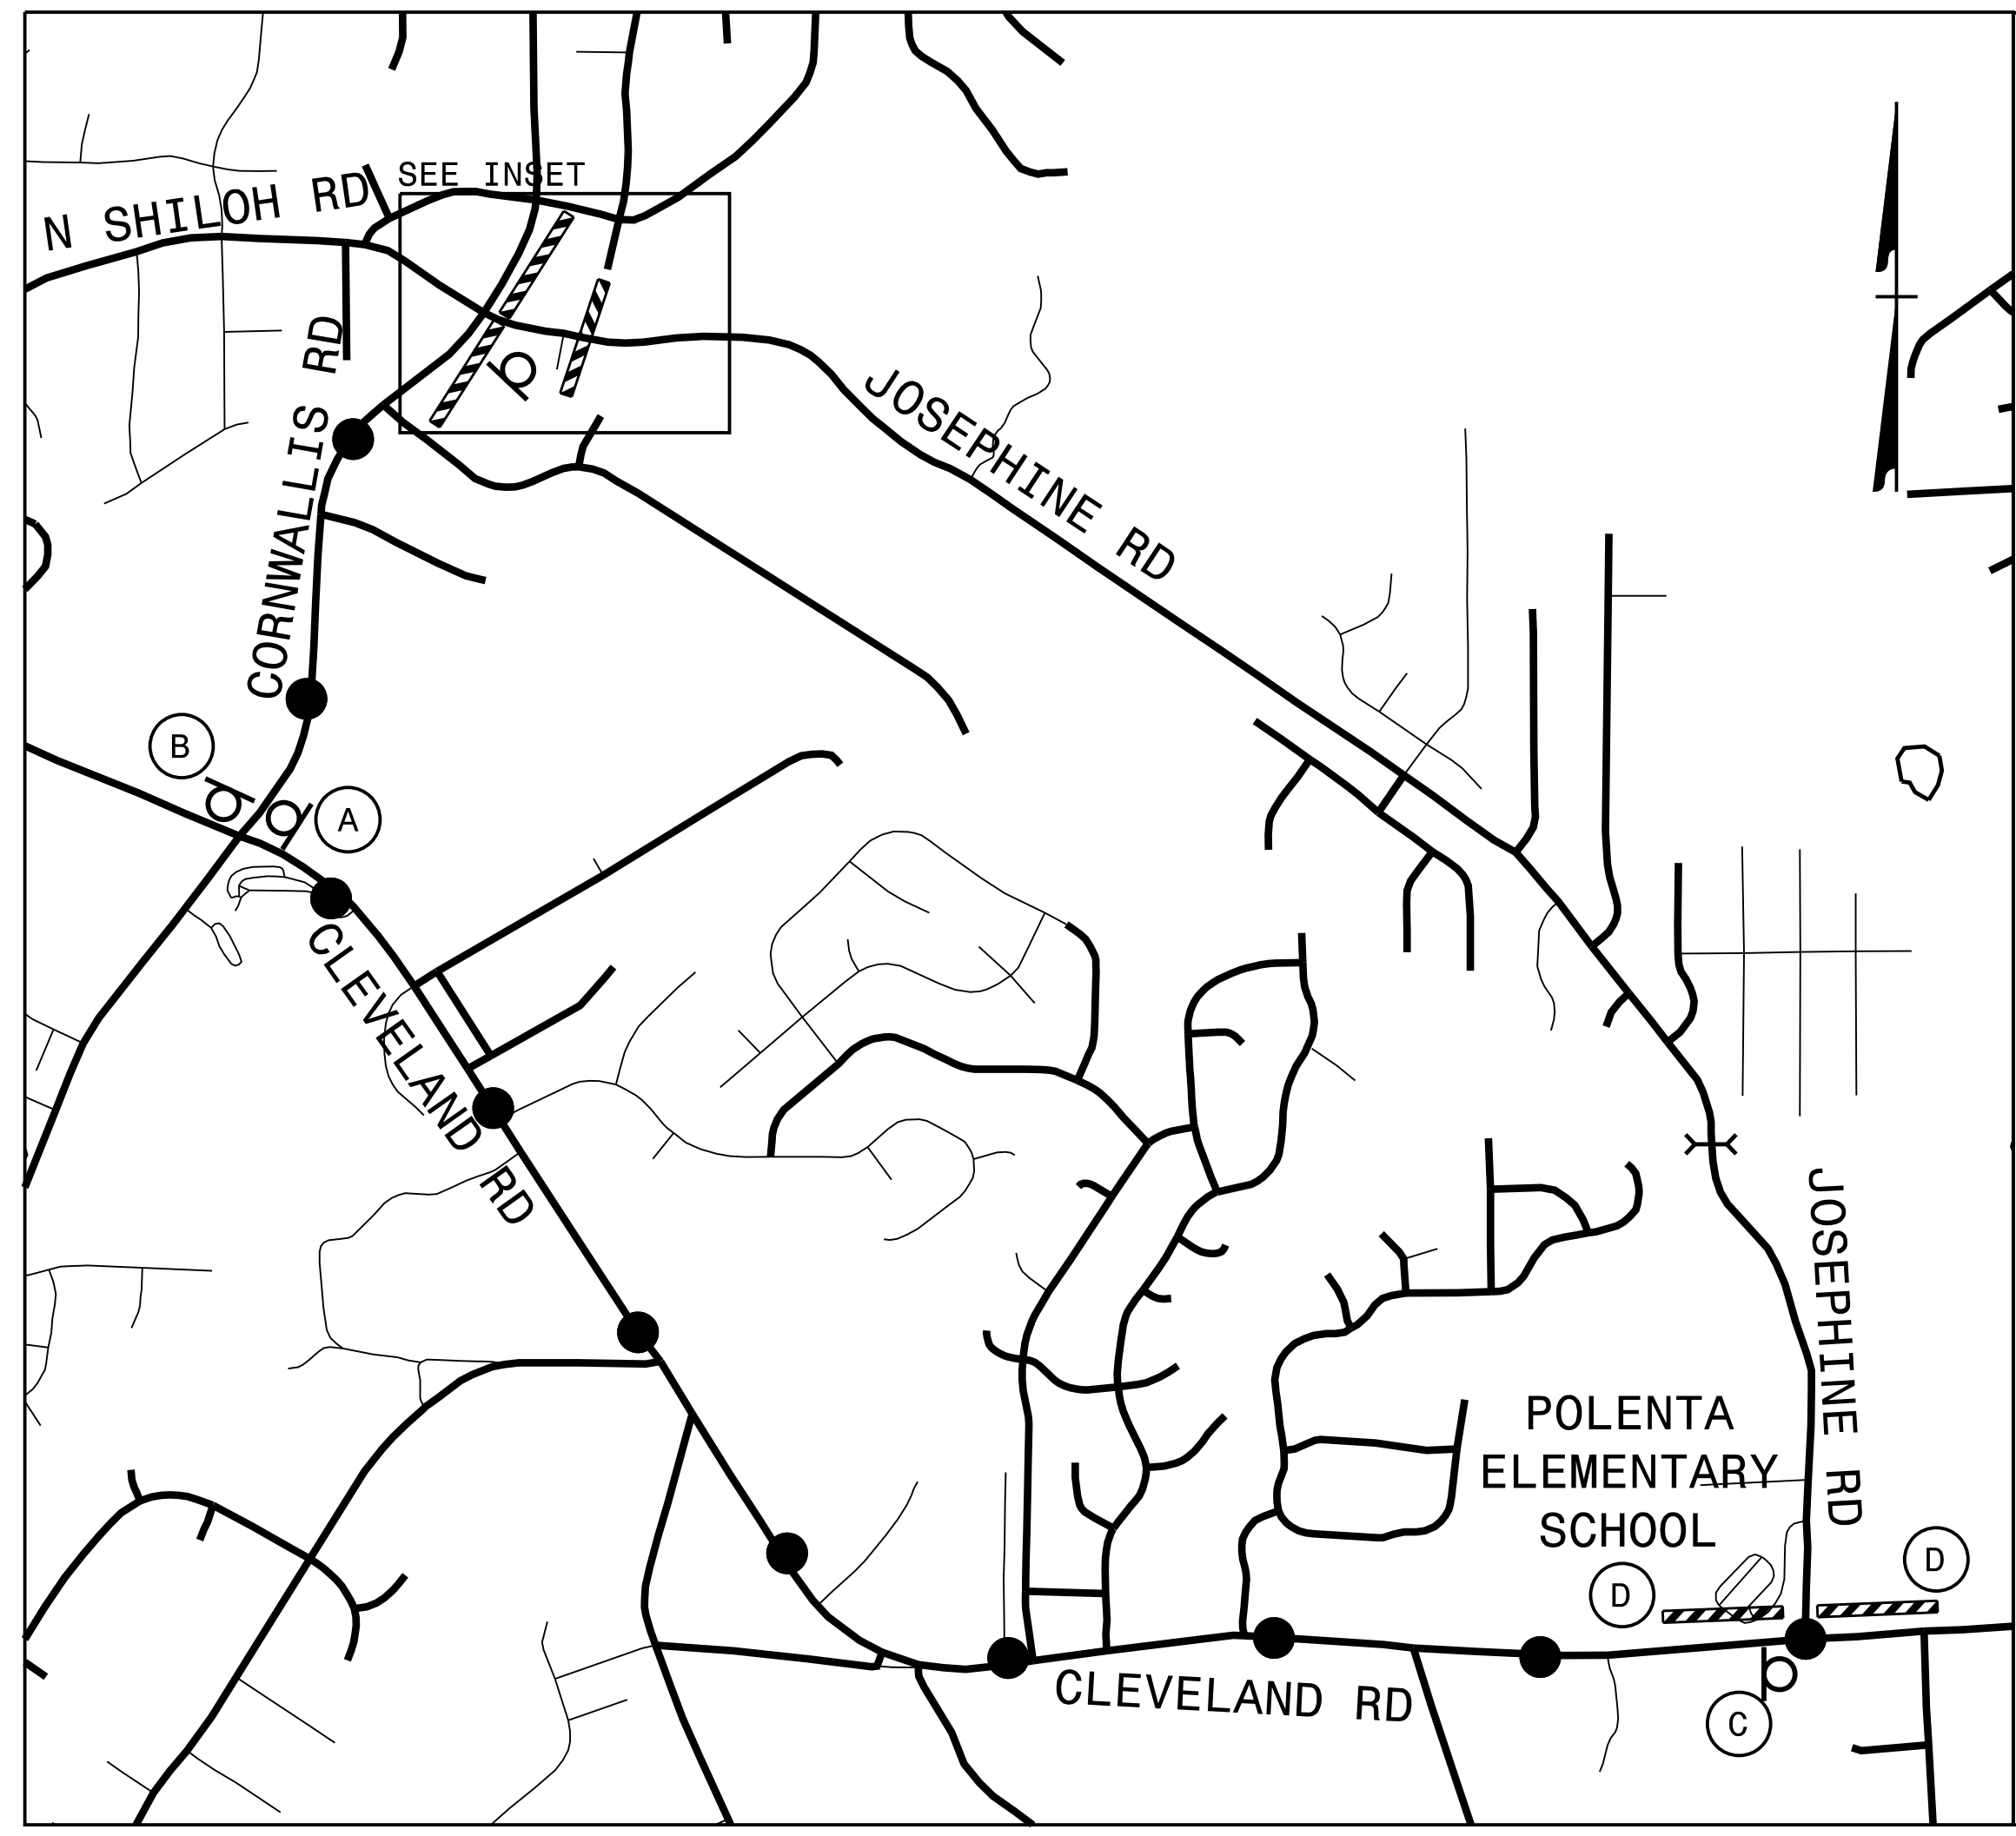 SEE INSET
N SHILOH RD
CORNWALLIS RD
JOSEPHINE RD
B
A
CLEVELAND RD
JOSEPHINE RD
POLENTA
ELEMENTARY
SCHOOL
D
D
CLEVELAND RD
C